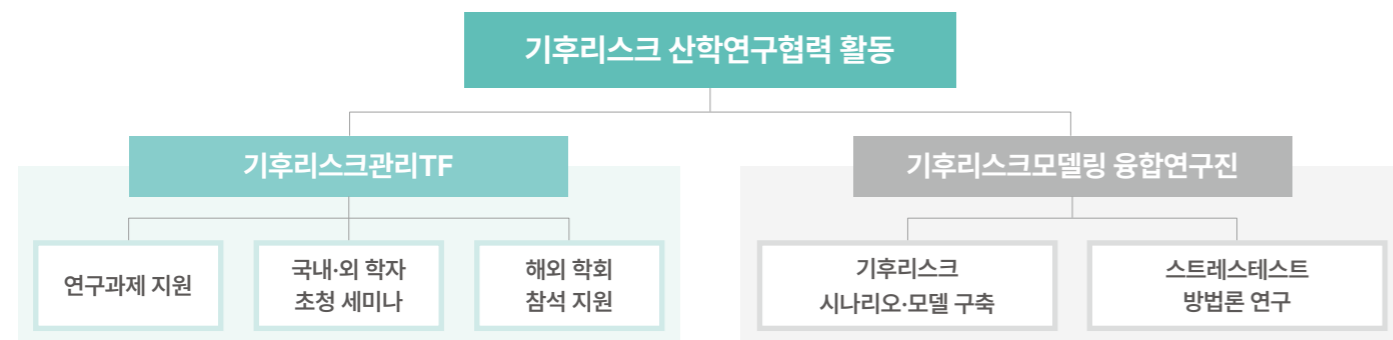 기후리스크 산학연구협력 활동
기후리스크관리TF
기후리스크모델링 융합연구진
연구과제 지원
국내·외 학자
초청 세미나
해외 학회
참석 지원
기후리스크
시나리오·모델 구축
스트레스테스트
방법론 연구